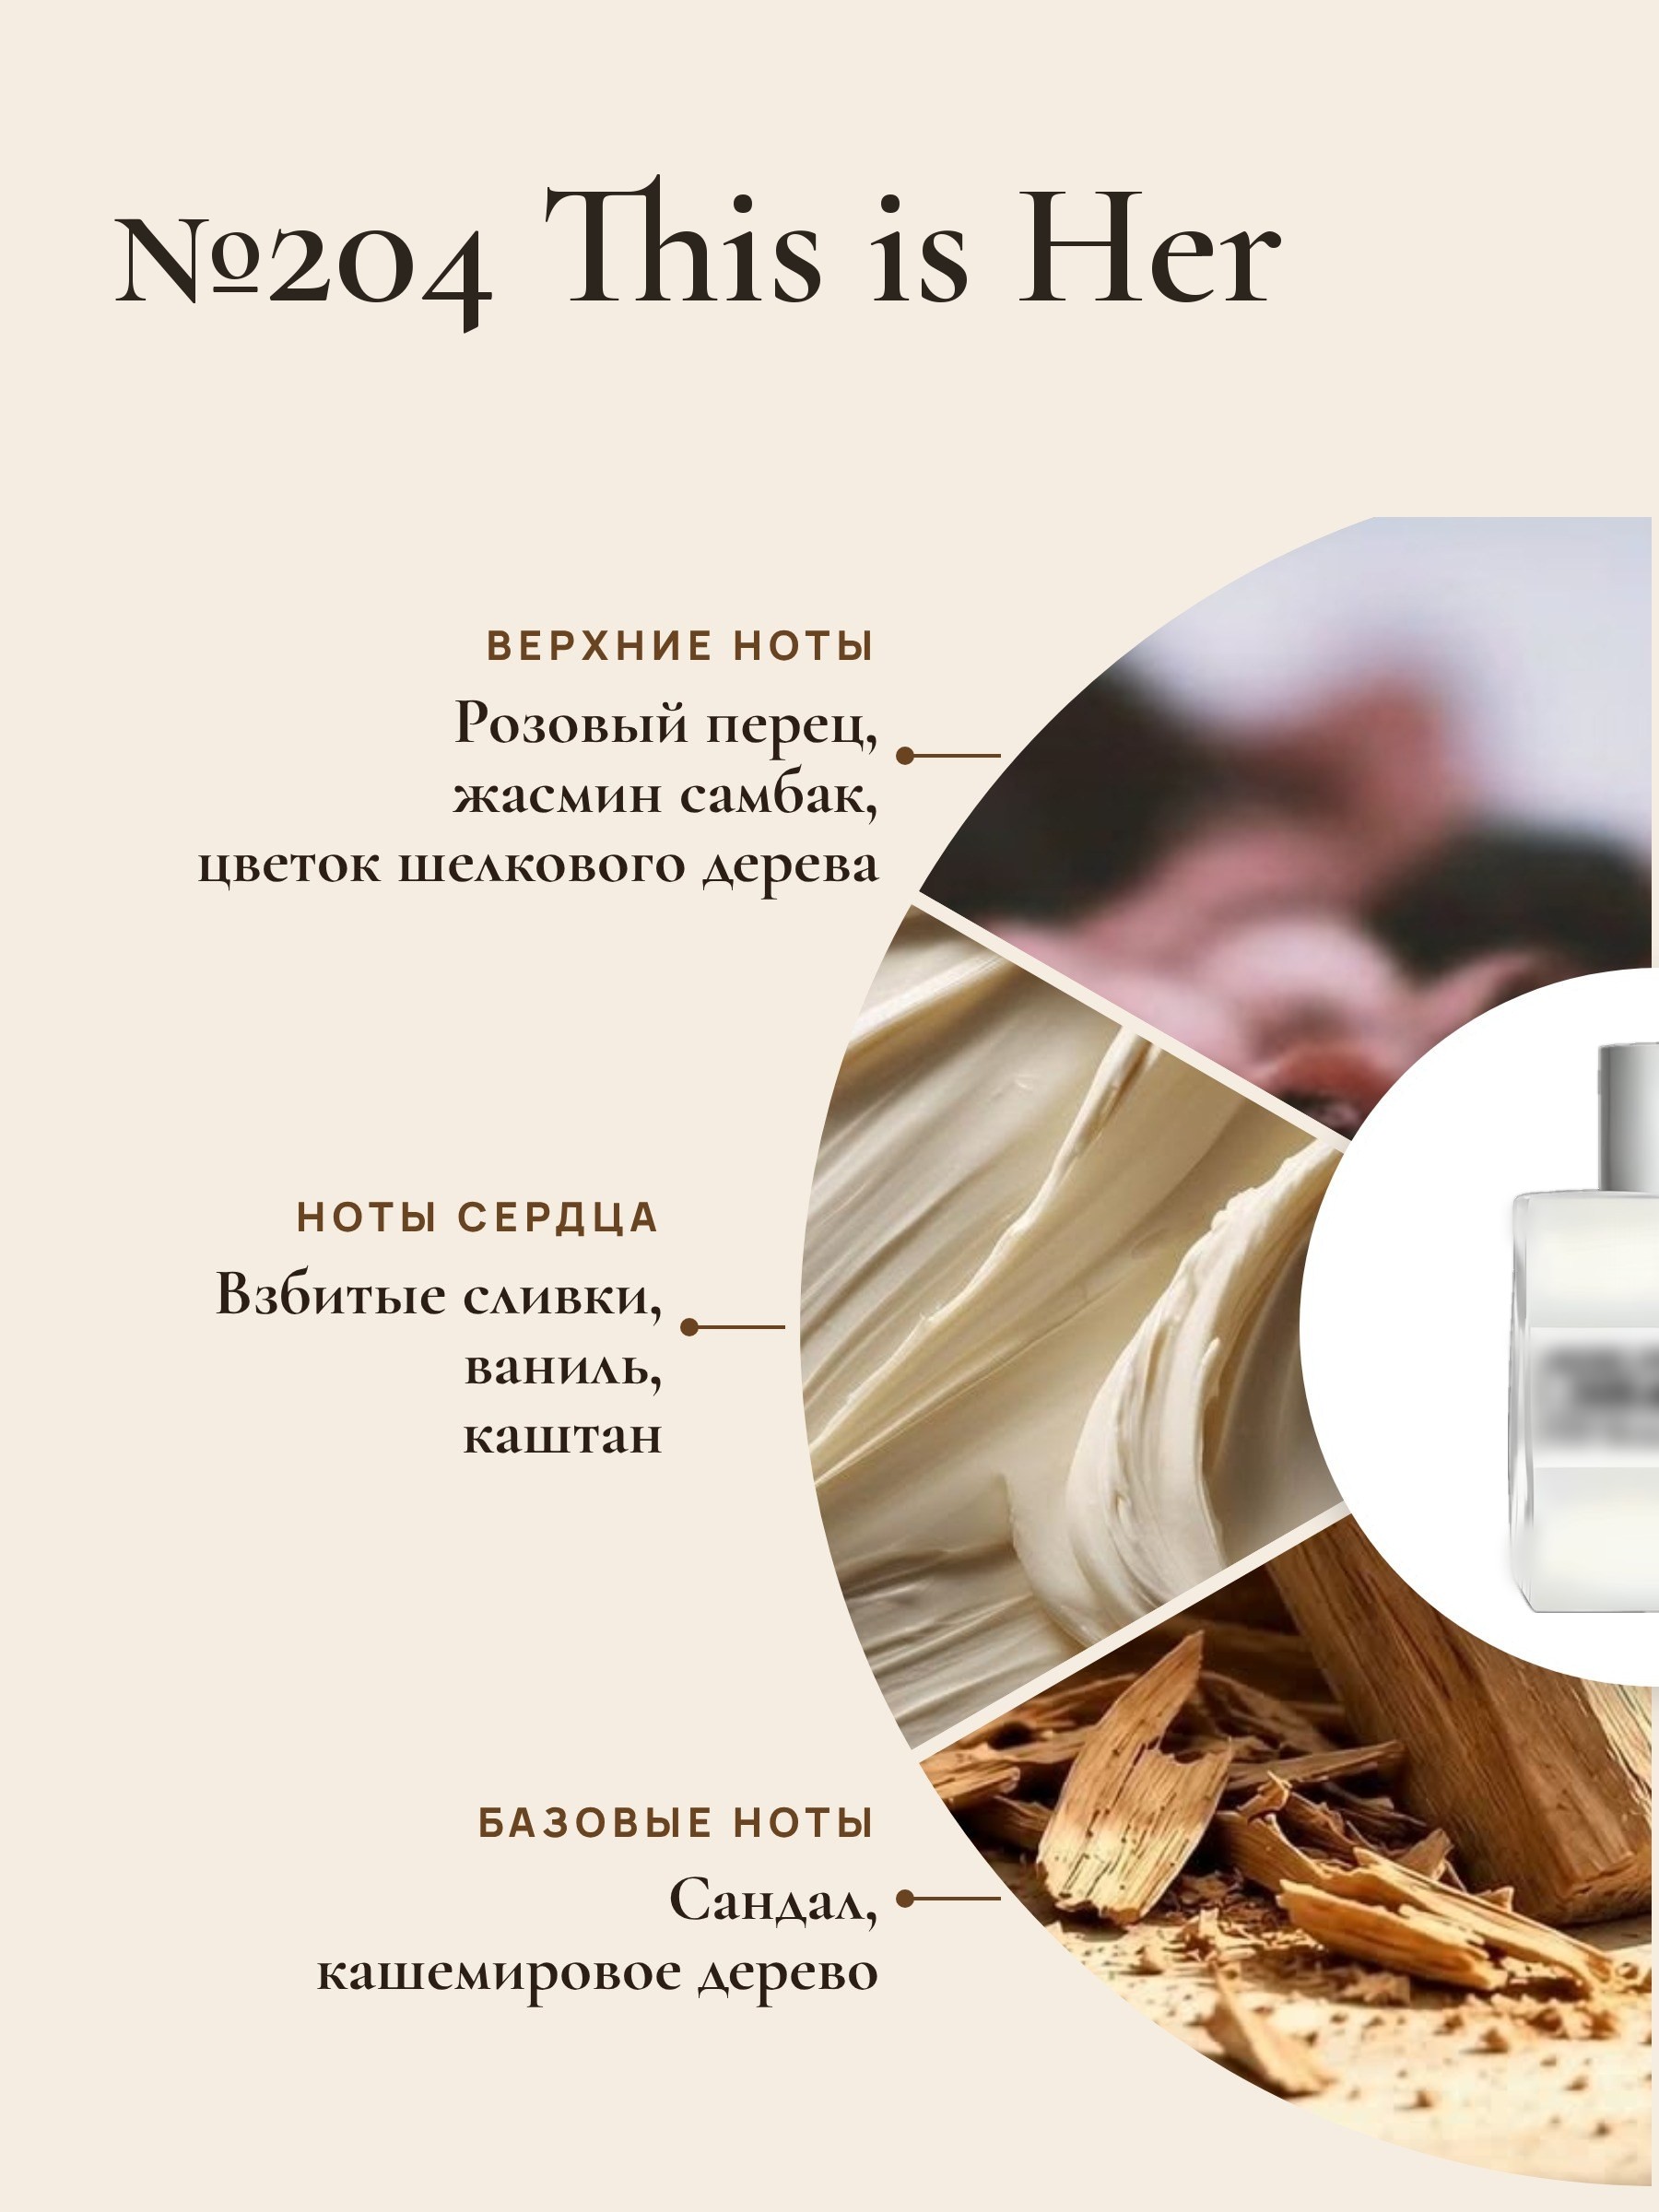 №204 This is Her
ВЕРХНИЕ НОТЫ
Розовый перец,
жасмин самбак,
цветок шелкового дерева
НОТЫ СЕРДЦА
Взбитые сливки,
ваниль,
каштан
БАЗОВЫЕ НОТЫ
Сандал,
кашемировое дерево